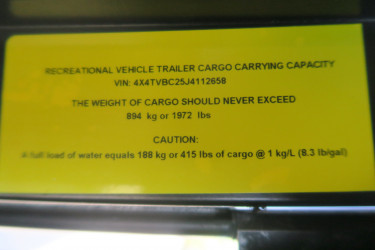 RECREATIONAL VEHICLE TRAILER CARGO CARRYING CAPACITY
VIN: 4X4TVBC25J4112658
THE WEIGHT OF CARGO SHOULD NEVER EXCEED
894 kg or 1972 lbs
CAUTION:
A full load of water equals 188 kg or 415 lbs of cargo @ 1 kg/L (8.3 lb/gal)